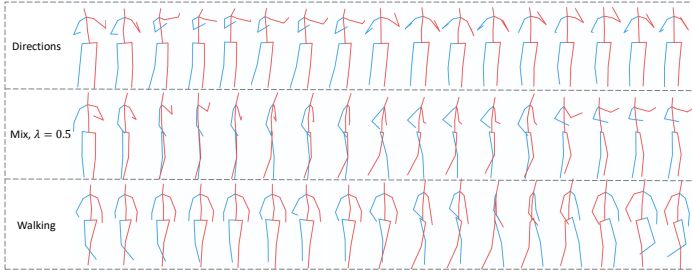 Directions
Mix, λ = 0.5
Walking